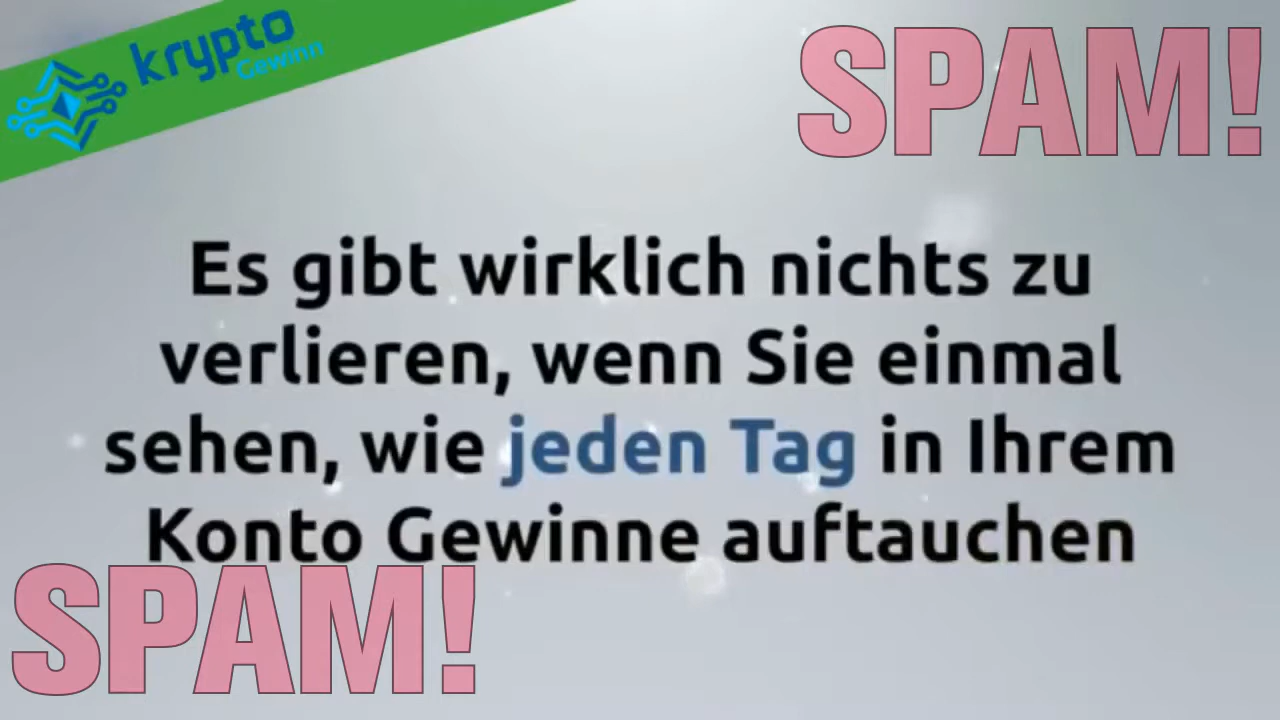 krypto
Gewinn
SPAM!
Es gibt wirklich nichts zu
verlieren, wenn Sie einmal
sehen, wie jeden Tag in Ihrem
Konto Gewinne auftauchen
SPAM!